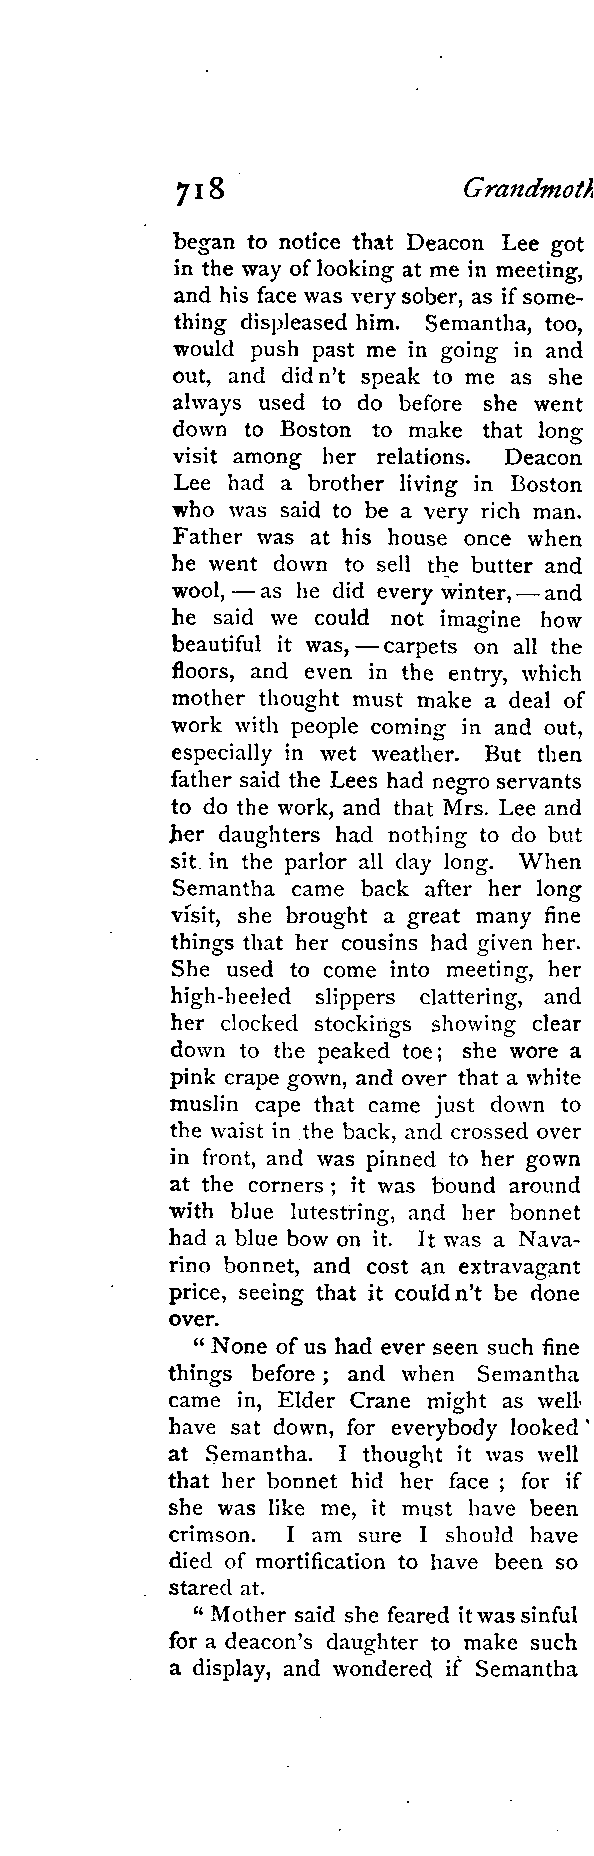 718 Grandmoth
began to notice that Deacon Lee got
in the way of looking at me in meeting,
and his face was very sober, as if some-
thing displeased him. Semantha, too,
would push past me in going in and
out, and didn't speak to me as she
always used to do before she went
down to Boston to make that long
visit among her relations. Deacon
Lee had a brother living in Boston
who was said to be a very rich man.
Father was at his house once when
he went down to sell the butter and
wool, — as he did every winter, — and
he said we could not imagine how
beautiful it was, — carpets on all the
floors, and even in the entry, which
mother thought must make a deal of
work with people coming in and out,
especially in wet weather. But then
father said the Lees had negro servants
to do the work, and that Mrs. Lee and
her daughters had nothing to do but
sit in the parlor all day long. When
Semantha came back after her long
visit, she brought a great many fine
things that her cousins had given her.
She used to come into meeting, her
high-heeled slippers clattering, and
her clocked stockings showing clear
down to the peaked toe; she wore a
pink crape gown, and over that a white
muslin cape that came just down to
the waist in the back, and crossed over
in front, and was pinned to her gown
at the corners; it was bound around
with blue lutestring, and her bonnet
had a blue bow on it. It was a Nava-
rino bonnet, and cost an extravagant
price, seeing that it couldn't be done
over.
"None of us had ever seen such fine
things before; and when Semantha
came in, Elder Crane might as well
have sat down, for everybody looked
at Semantha. I thought it was well
that her bonnet hid her face; for if
she was like me, it must have been
crimson. I am sure I should have
died of mortification to have been so
stared at.
"Mother said she feared it was sinful
for a deacon's daughter to make such
a display, and wondered if Semantha